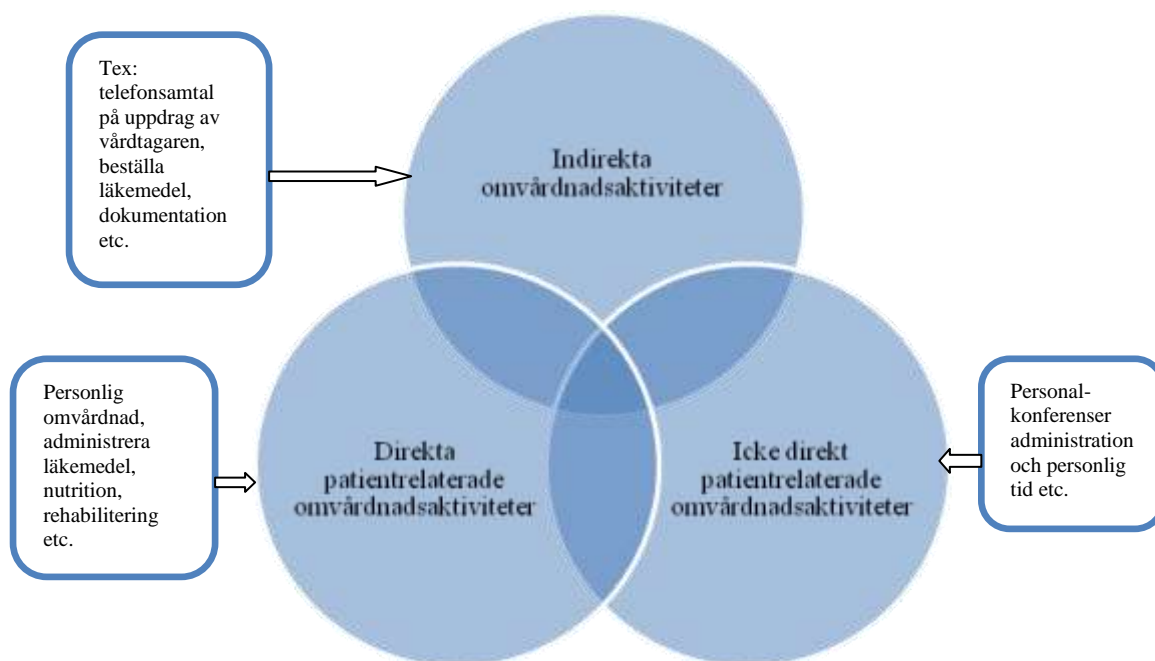 Tex:
telefonsamtal
på uppdrag av
vårdtagaren,
beställa
läkemedel,
dokumentation
etc.
Indirekta
omvårdnadsaktiviteter
Personlig
omvårdnad,
administrera
läkemedel,
nutrition,
rehabilitering
etc.
Direkta
patientrelaterade
omvårdnadsaktiviteter
Icke direkt
patientrelaterade
omvårdnadsaktiviteter
Personal-
konferenser
administration
och personlig
tid etc.